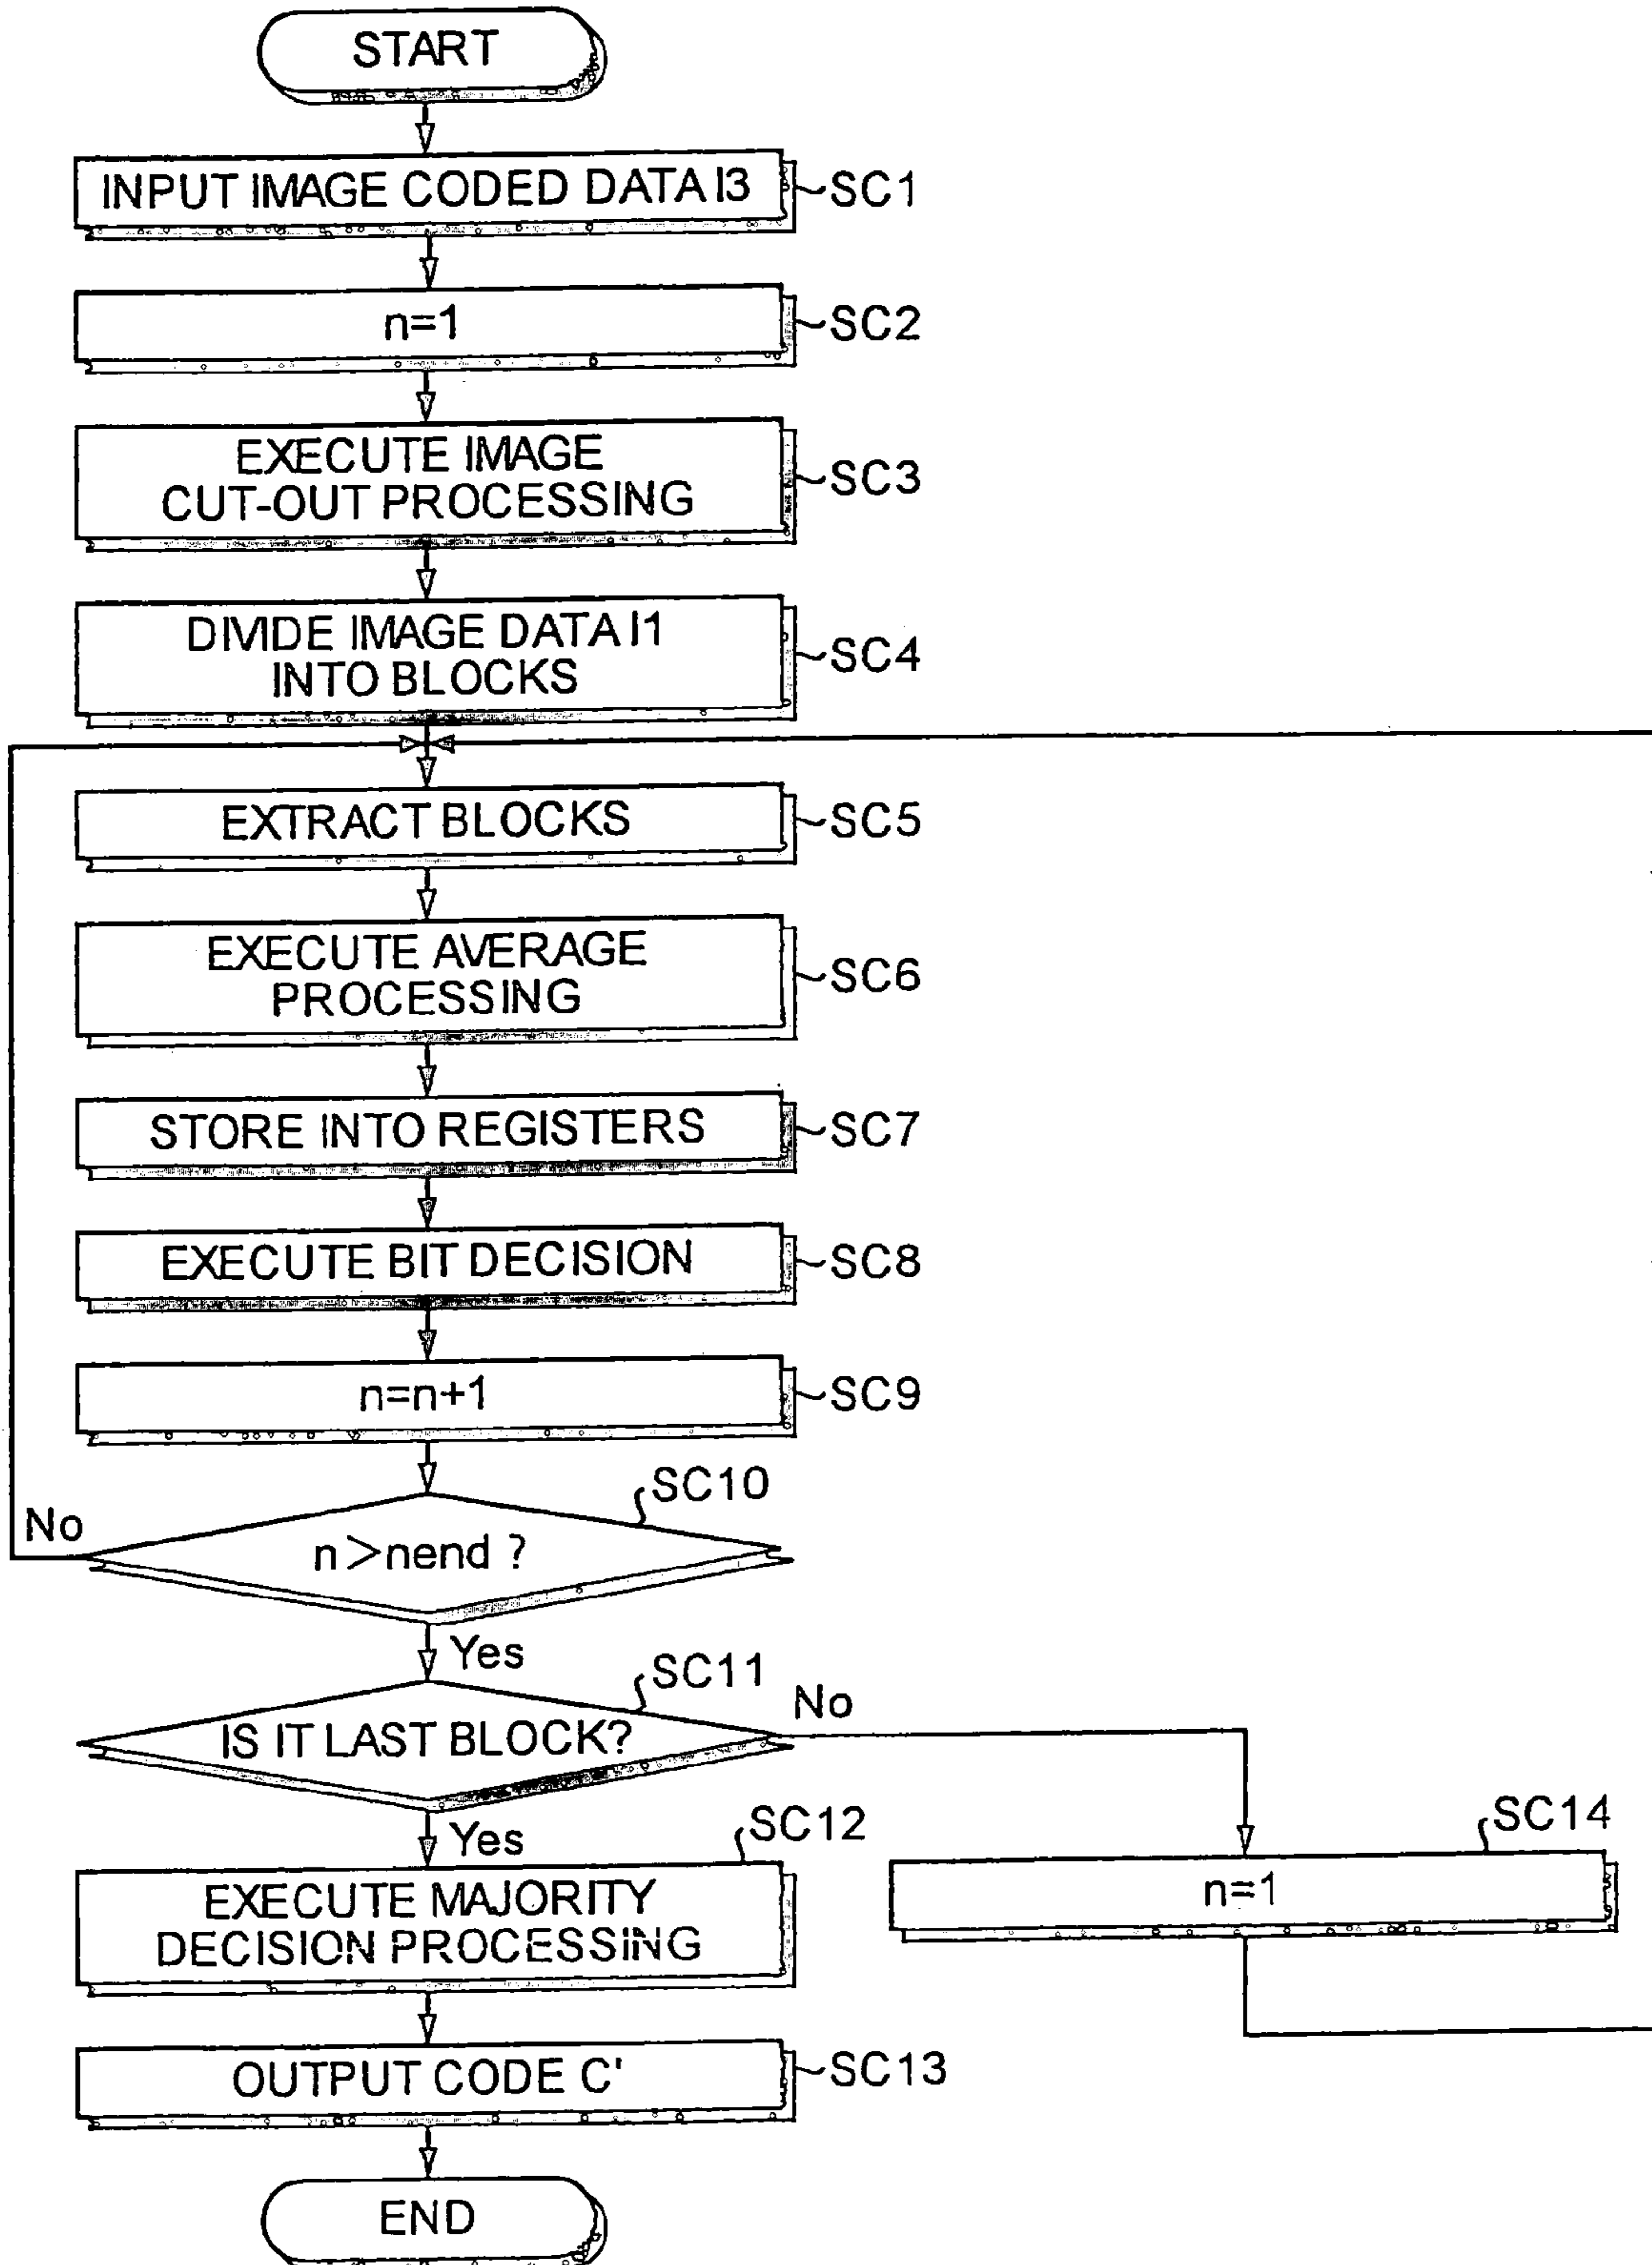 START
INPUT IMAGE CODED DATA I3
SC1
n=1
SC2
EXECUTE IMAGE
CUT-OUT PROCESSING
SC3
DIVIDE IMAGE DATA I1
INTO BLOCKS
SC4
EXTRACT BLOCKS
SC5
EXECUTE AVERAGE
PROCESSING
SC6
STORE INTO REGISTERS
SC7
EXECUTE BIT DECISION
SC8
n=n+1
SC9
SC10
No
n>nend ?
Yes
SC11
No
IS IT LAST BLOCK?
Yes
SC12
EXECUTE MAJORITY
DECISION PROCESSING
SC14
n=1
OUTPUT CODE C'
SC13
END